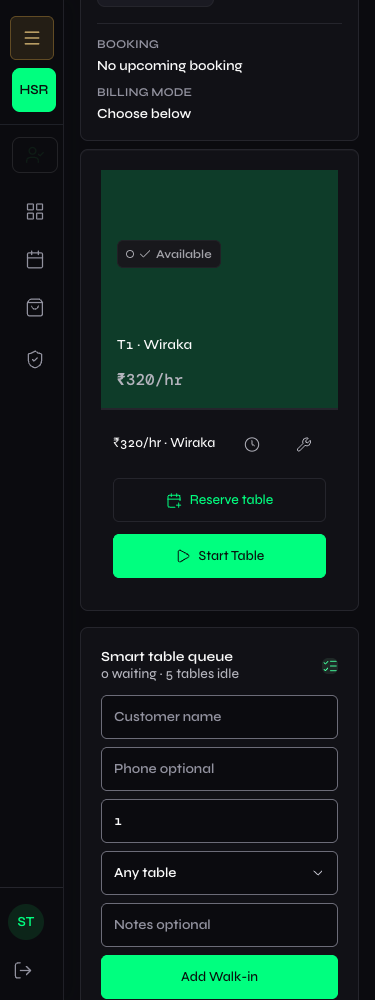 HSR
BOOKING
No upcoming booking
BILLING MODE
Choose below
Available
T1 · Wiraka
₹320/hr
₹320/hr · Wiraka
Reserve table
Start Table
Smart table queue
0 waiting · 5 tables idle
Customer name
Phone optional
1
Any table
Notes optional
Add Walk-in
ST